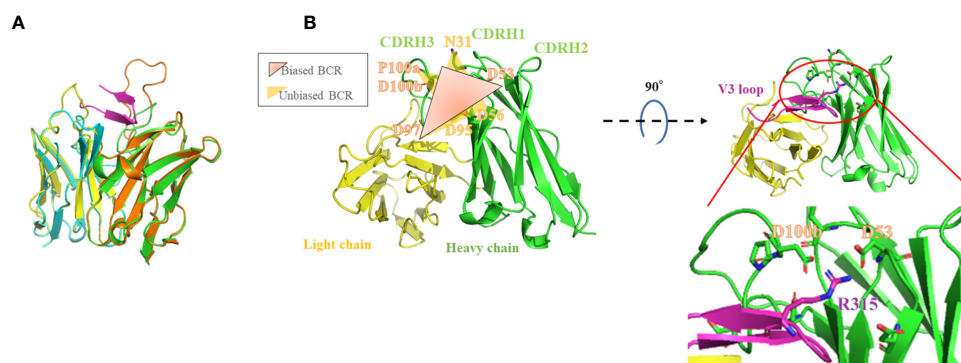 A
B
CDRH3
N31
CDRH1
CDRH2
Biased BCR
Unbiased BCR
P100a
D100b
D53
D56
D97
D95
Light chain
Heavy chain
90°
V3 loop
D100b
D53
R315